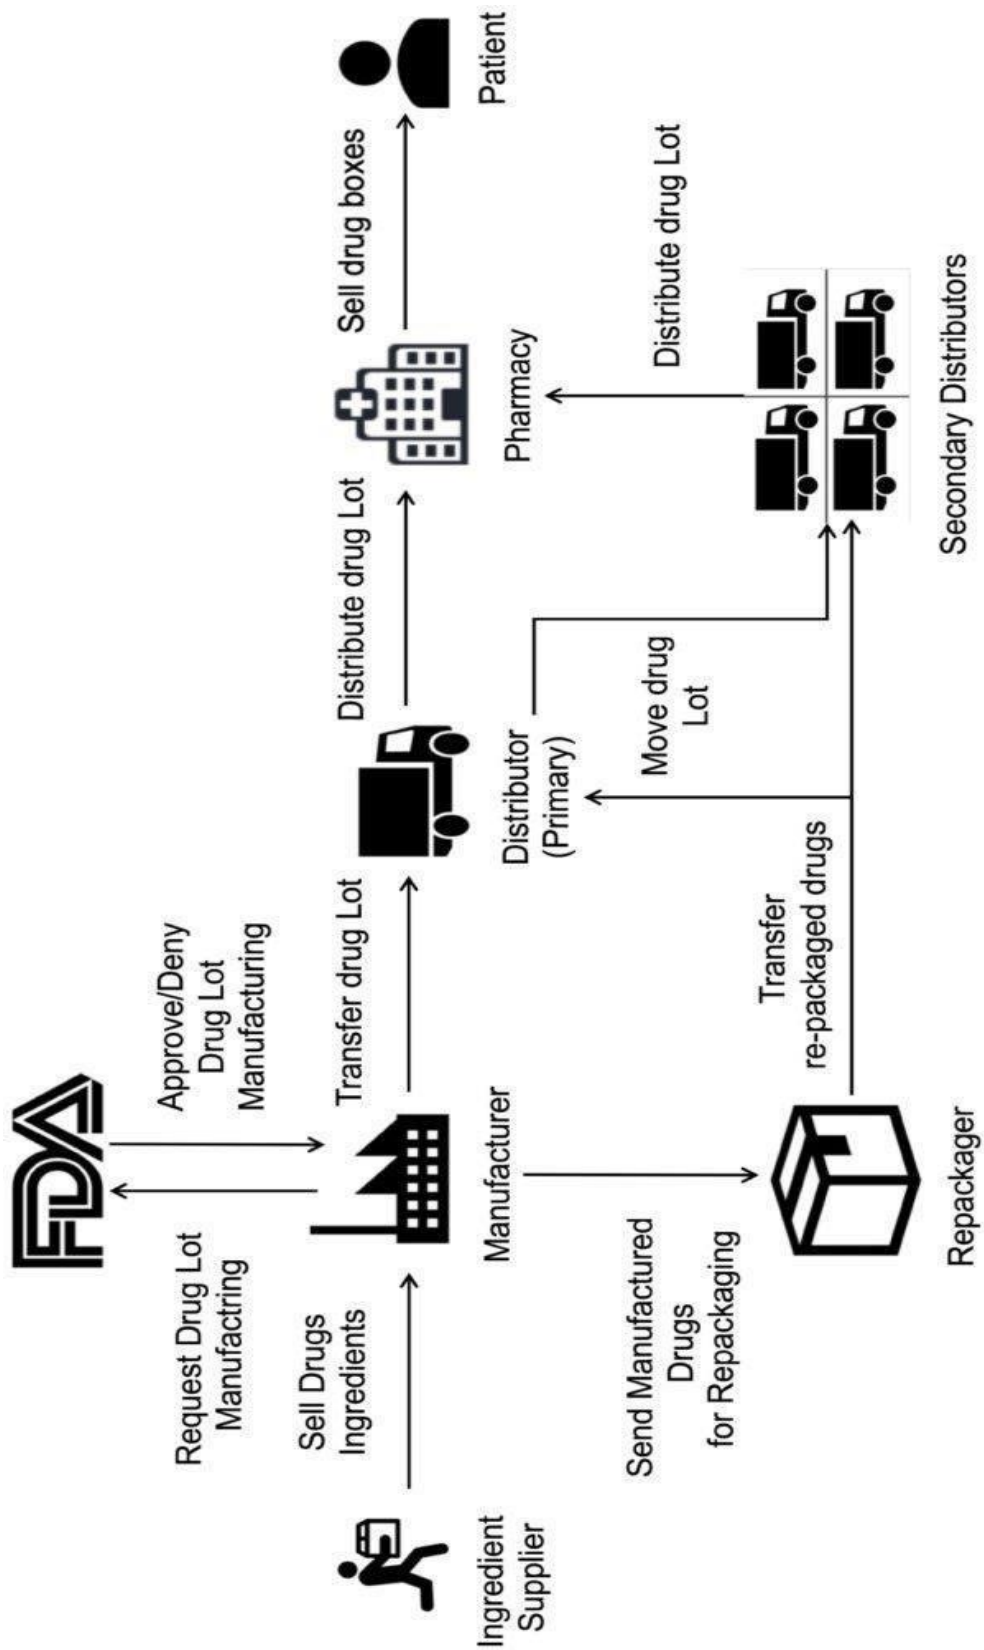 FDA
Request Drug Lot
Manufactring
Approve/Deny
Drug Lot
Manufacturing
Sell Drugs
Ingredients
Transfer drug Lot
Distribute drug Lot
Sell drug boxes
Ingredient
Supplier
Manufacturer
Distributor
(Primary)
Pharmacy
Patient
Send Manufactured
Drugs
for Repackaging
Move drug
Lot
Distribute drug Lot
Transfer
re-packaged drugs
Repackager
Secondary Distributors